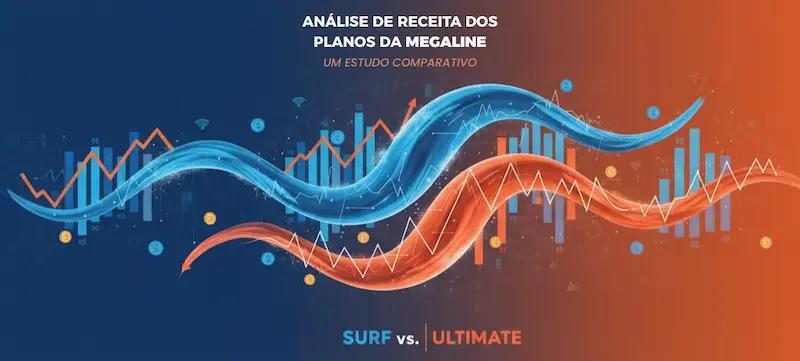 ANÁLISE DE RECEITA DOS
PLANOS DA MEGALINE
UM ESTUDO COMPARATIVO
SURF vs. ULTIMATE